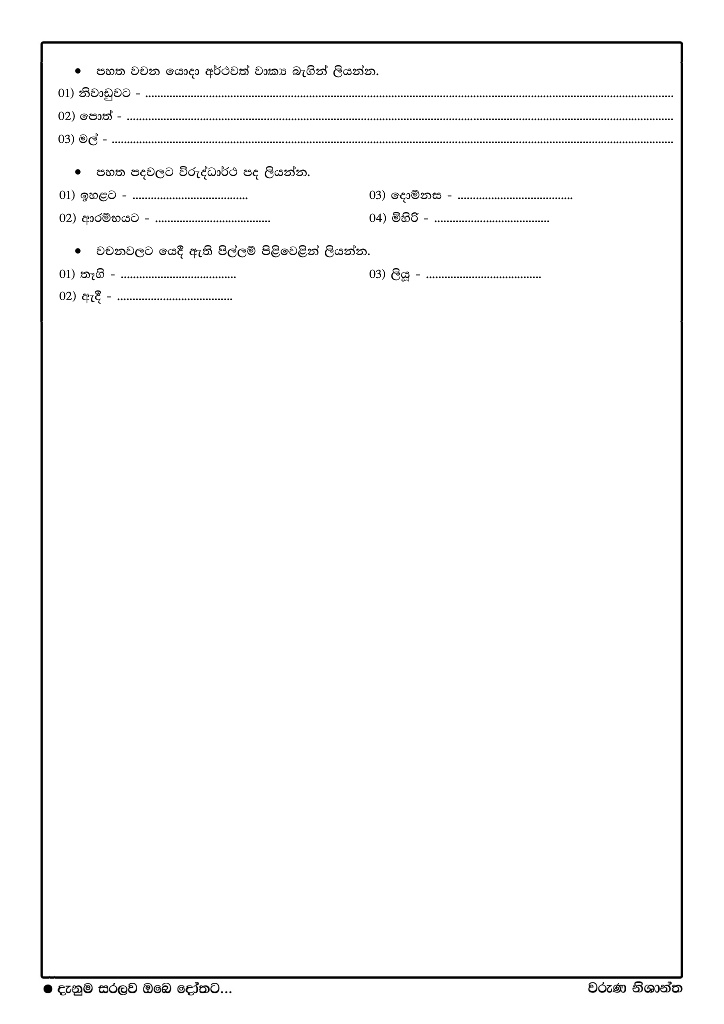 • පහත වචන යොදා අර්ථවත් වාක්‍ය බැගින් ලියන්න.
01) නිවාඩුවට - ................................................................................
02) පොත් - ................................................................................
03) මල් - ................................................................................
• පහත පදවලට විරුද්ධාර්ථ පද ලියන්න.
01) ඉහළට - ...................................... 03) දොම්නස - ......................................
02) ආරම්භයට - ...................................... 04) මිහිරි - ......................................
• වචනවලට යෙදී ඇති පිල්ලම් පිළිවෙළින් ලියන්න.
01) තෑගි - ...................................... 03) ලියූ - ......................................
02) ඇදී - ......................................
● දැනුම සරලව ඔබෙ දෝතට... වරුණ නිශාන්ත